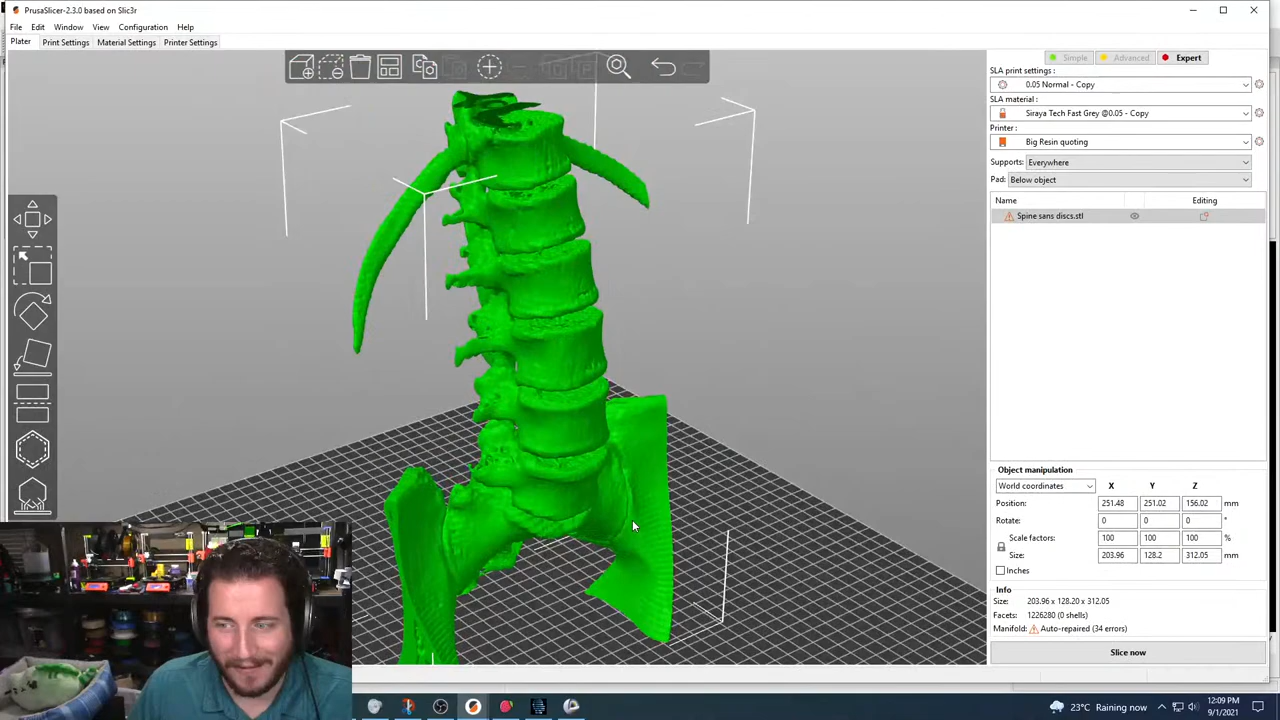 PrusaSlicer-2.3.0 based on Slic3r
File Edit Window View Configuration Help
Plater Print Settings Material Settings Printer Settings
Simple Advanced Expert
SLA print settings :
0.05 Normal - Copy
SLA material :
Siraya Tech Fast Grey @0.05 - Copy
Printer :
Big Resin quoting
Supports: Everywhere
Pad: Below object
Name Editing
Spine sans discs.stl
Object manipulation
World coordinates X Y Z
Position: 251.48 251.02 156.02 mm
Rotate: 0 0 0 °
Scale factors: 100 100 100 %
Size: 203.96 128.2 312.05 mm
Inches
Info
Size: 203.96 x 128.20 x 312.05
Facets: 1226280 (0 shells)
Manifold: Auto-repaired (34 errors)
Slice now
23°C Raining now
12:09 PM
9/1/2021